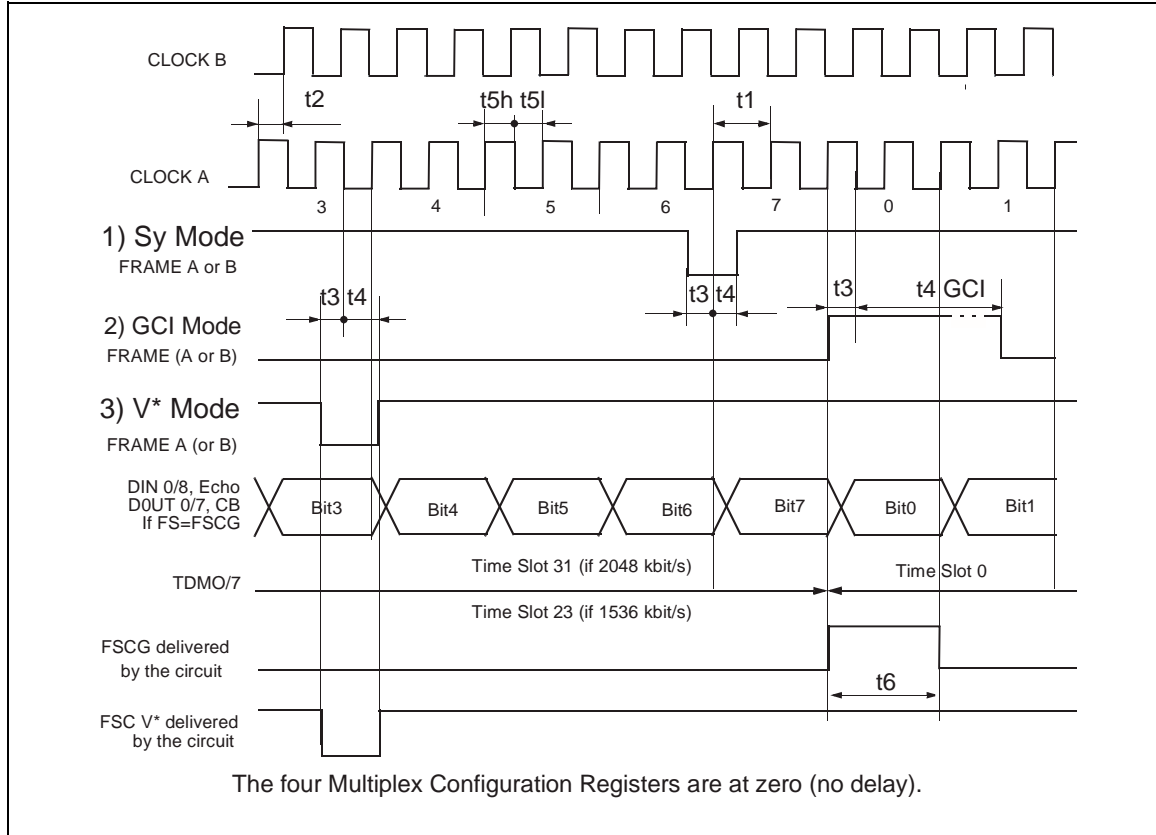 CLOCK B
t2
t5h t5l
t1
CLOCK A
3 4 5 6 7 0 1
1) Sy Mode
FRAME A or B
t3 t4
t3 t4
t3
t4 GCI
2) GCI Mode
FRAME (A or B)
3) V* Mode
FRAME A (or B)
DIN 0/8, Echo
D0UT 0/7, CB
If FS=FSCG
Bit3 Bit4 Bit5 Bit6 Bit7 Bit0 Bit1
Time Slot 31 (if 2048 kbit/s)
Time Slot 0
TDMO/7
Time Slot 23 (if 1536 kbit/s)
FSCG delivered
by the circuit
t6
FSC V* delivered
by the circuit
The four Multiplex Configuration Registers are at zero (no delay).